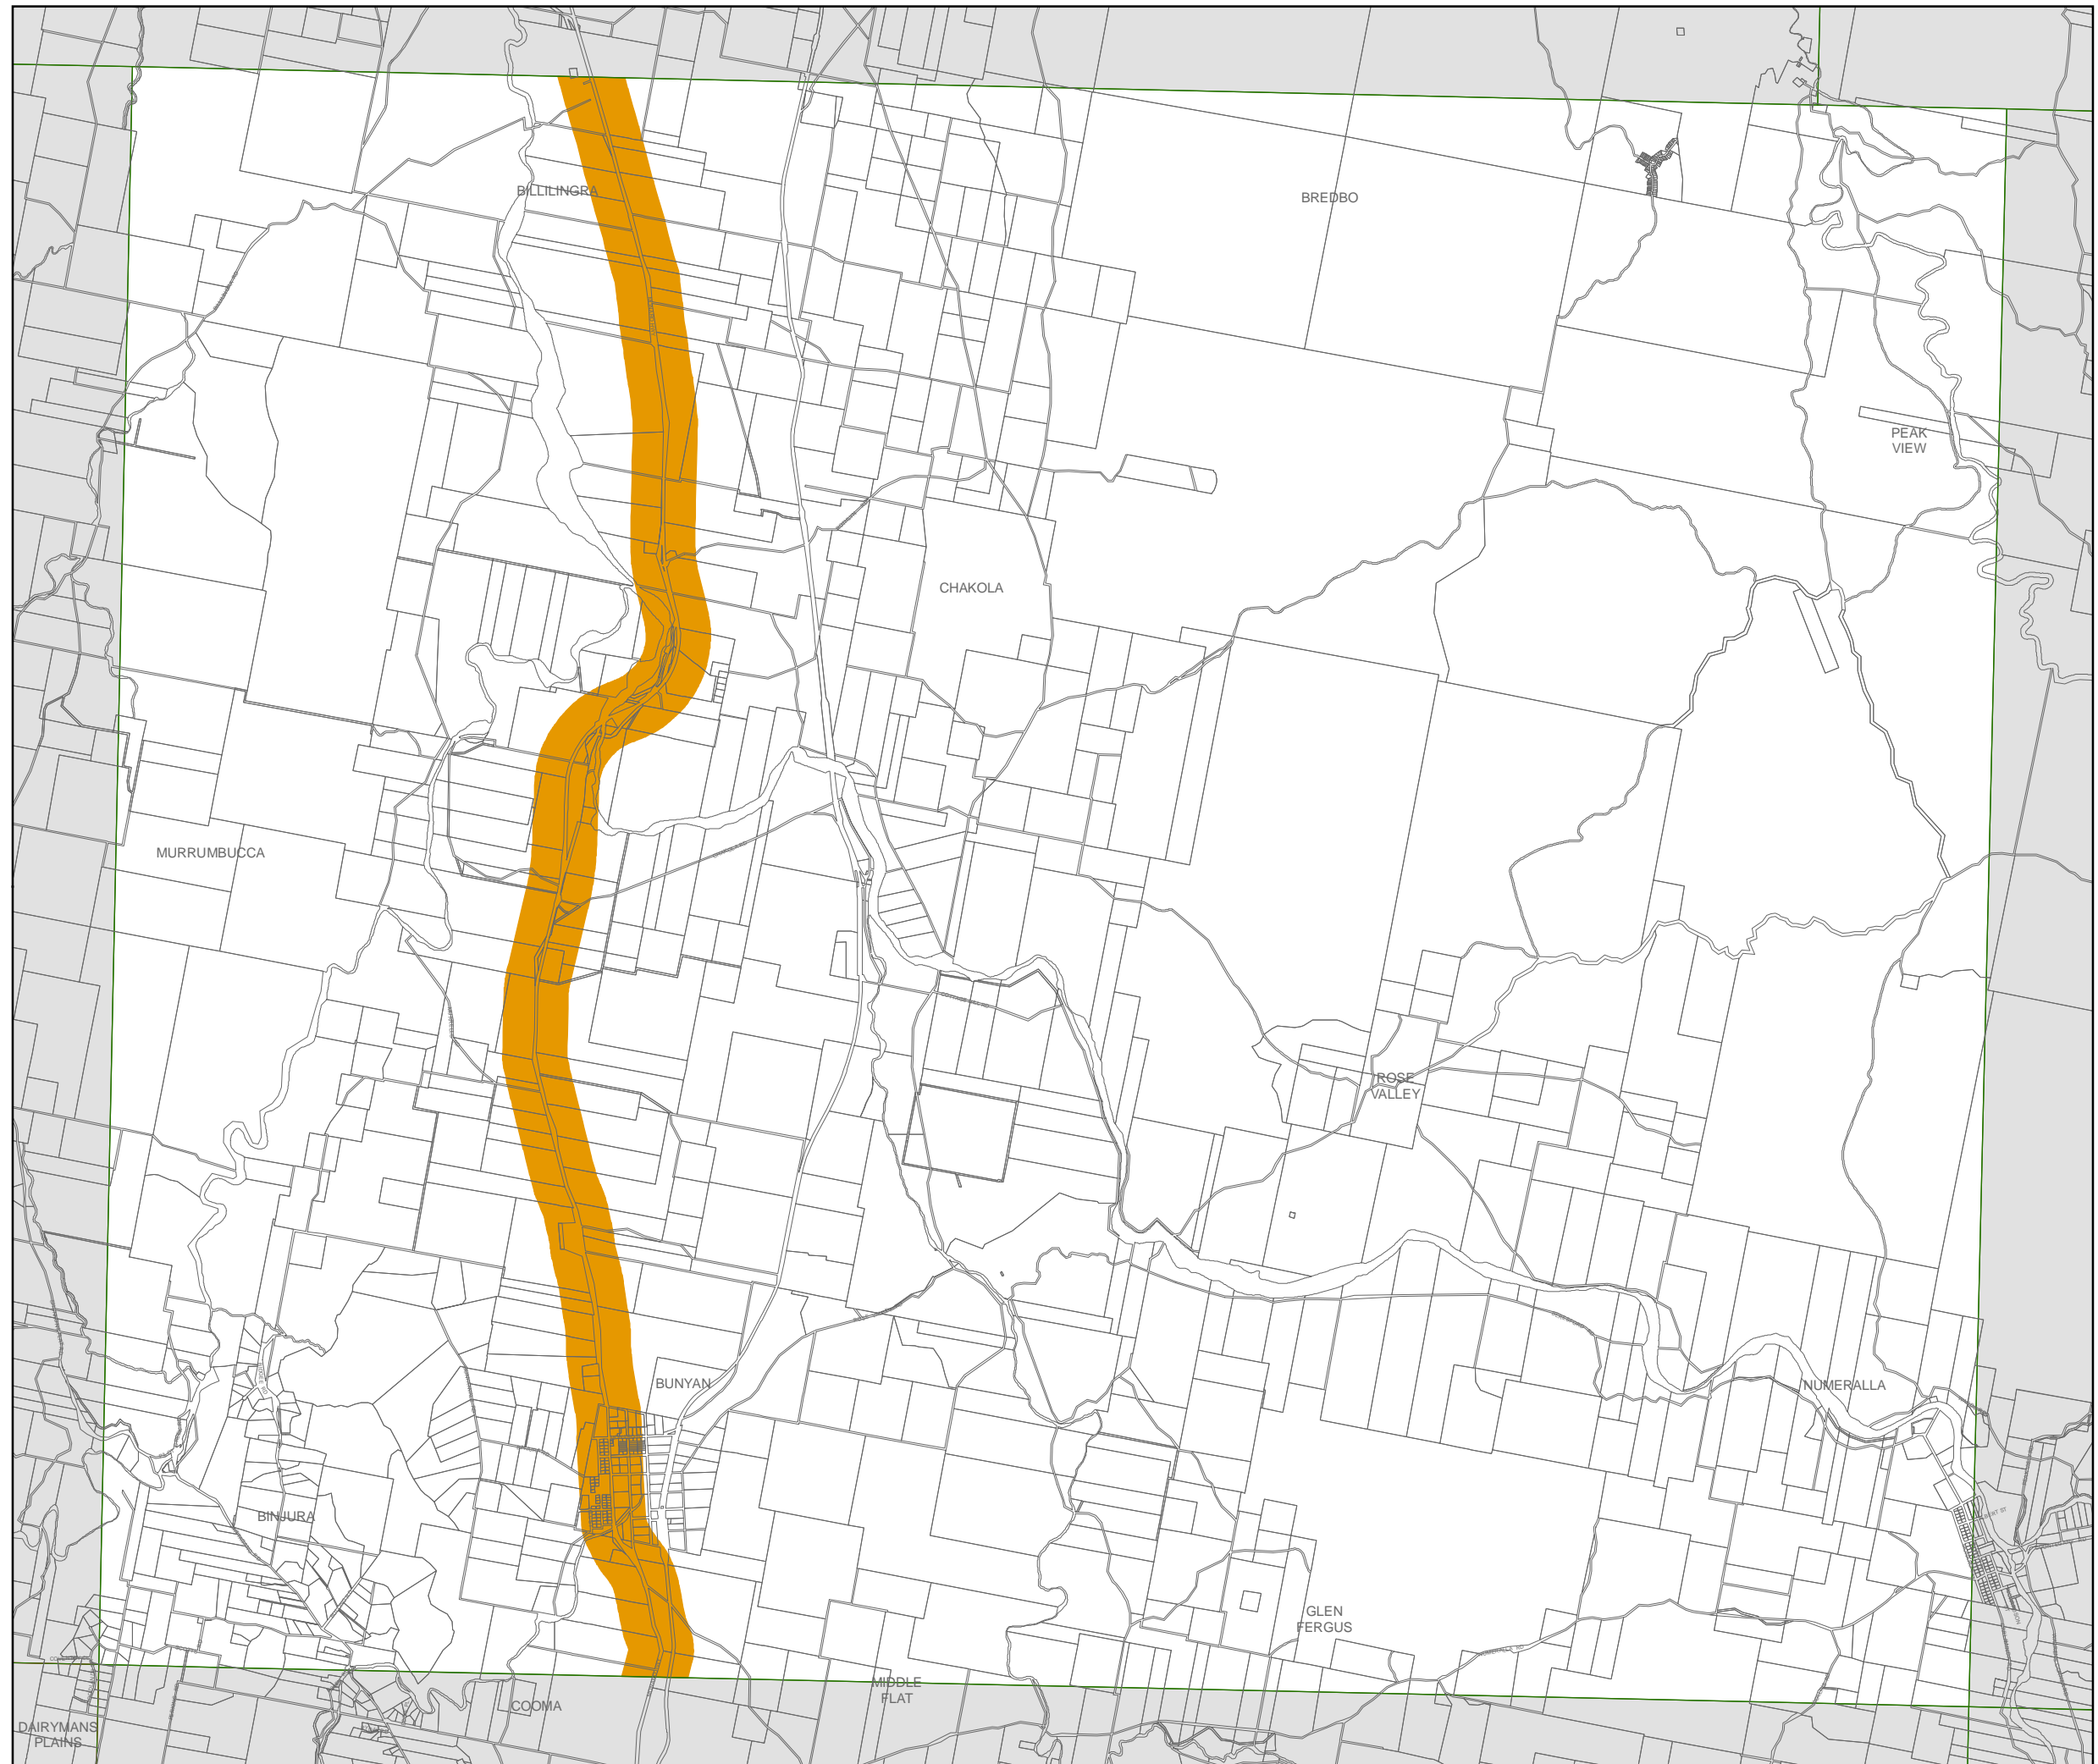 BILLILINGRA
BREDBO
PEAK
VIEW
CHAKOLA
MURRUMBUCCA
ROSE
VALLEY
BUNYAN
NUMERALLA
BINJURA
GLEN
FERGUS
MIDDLE
FLAT
COOMA
DAIRYMANS
PLAINS